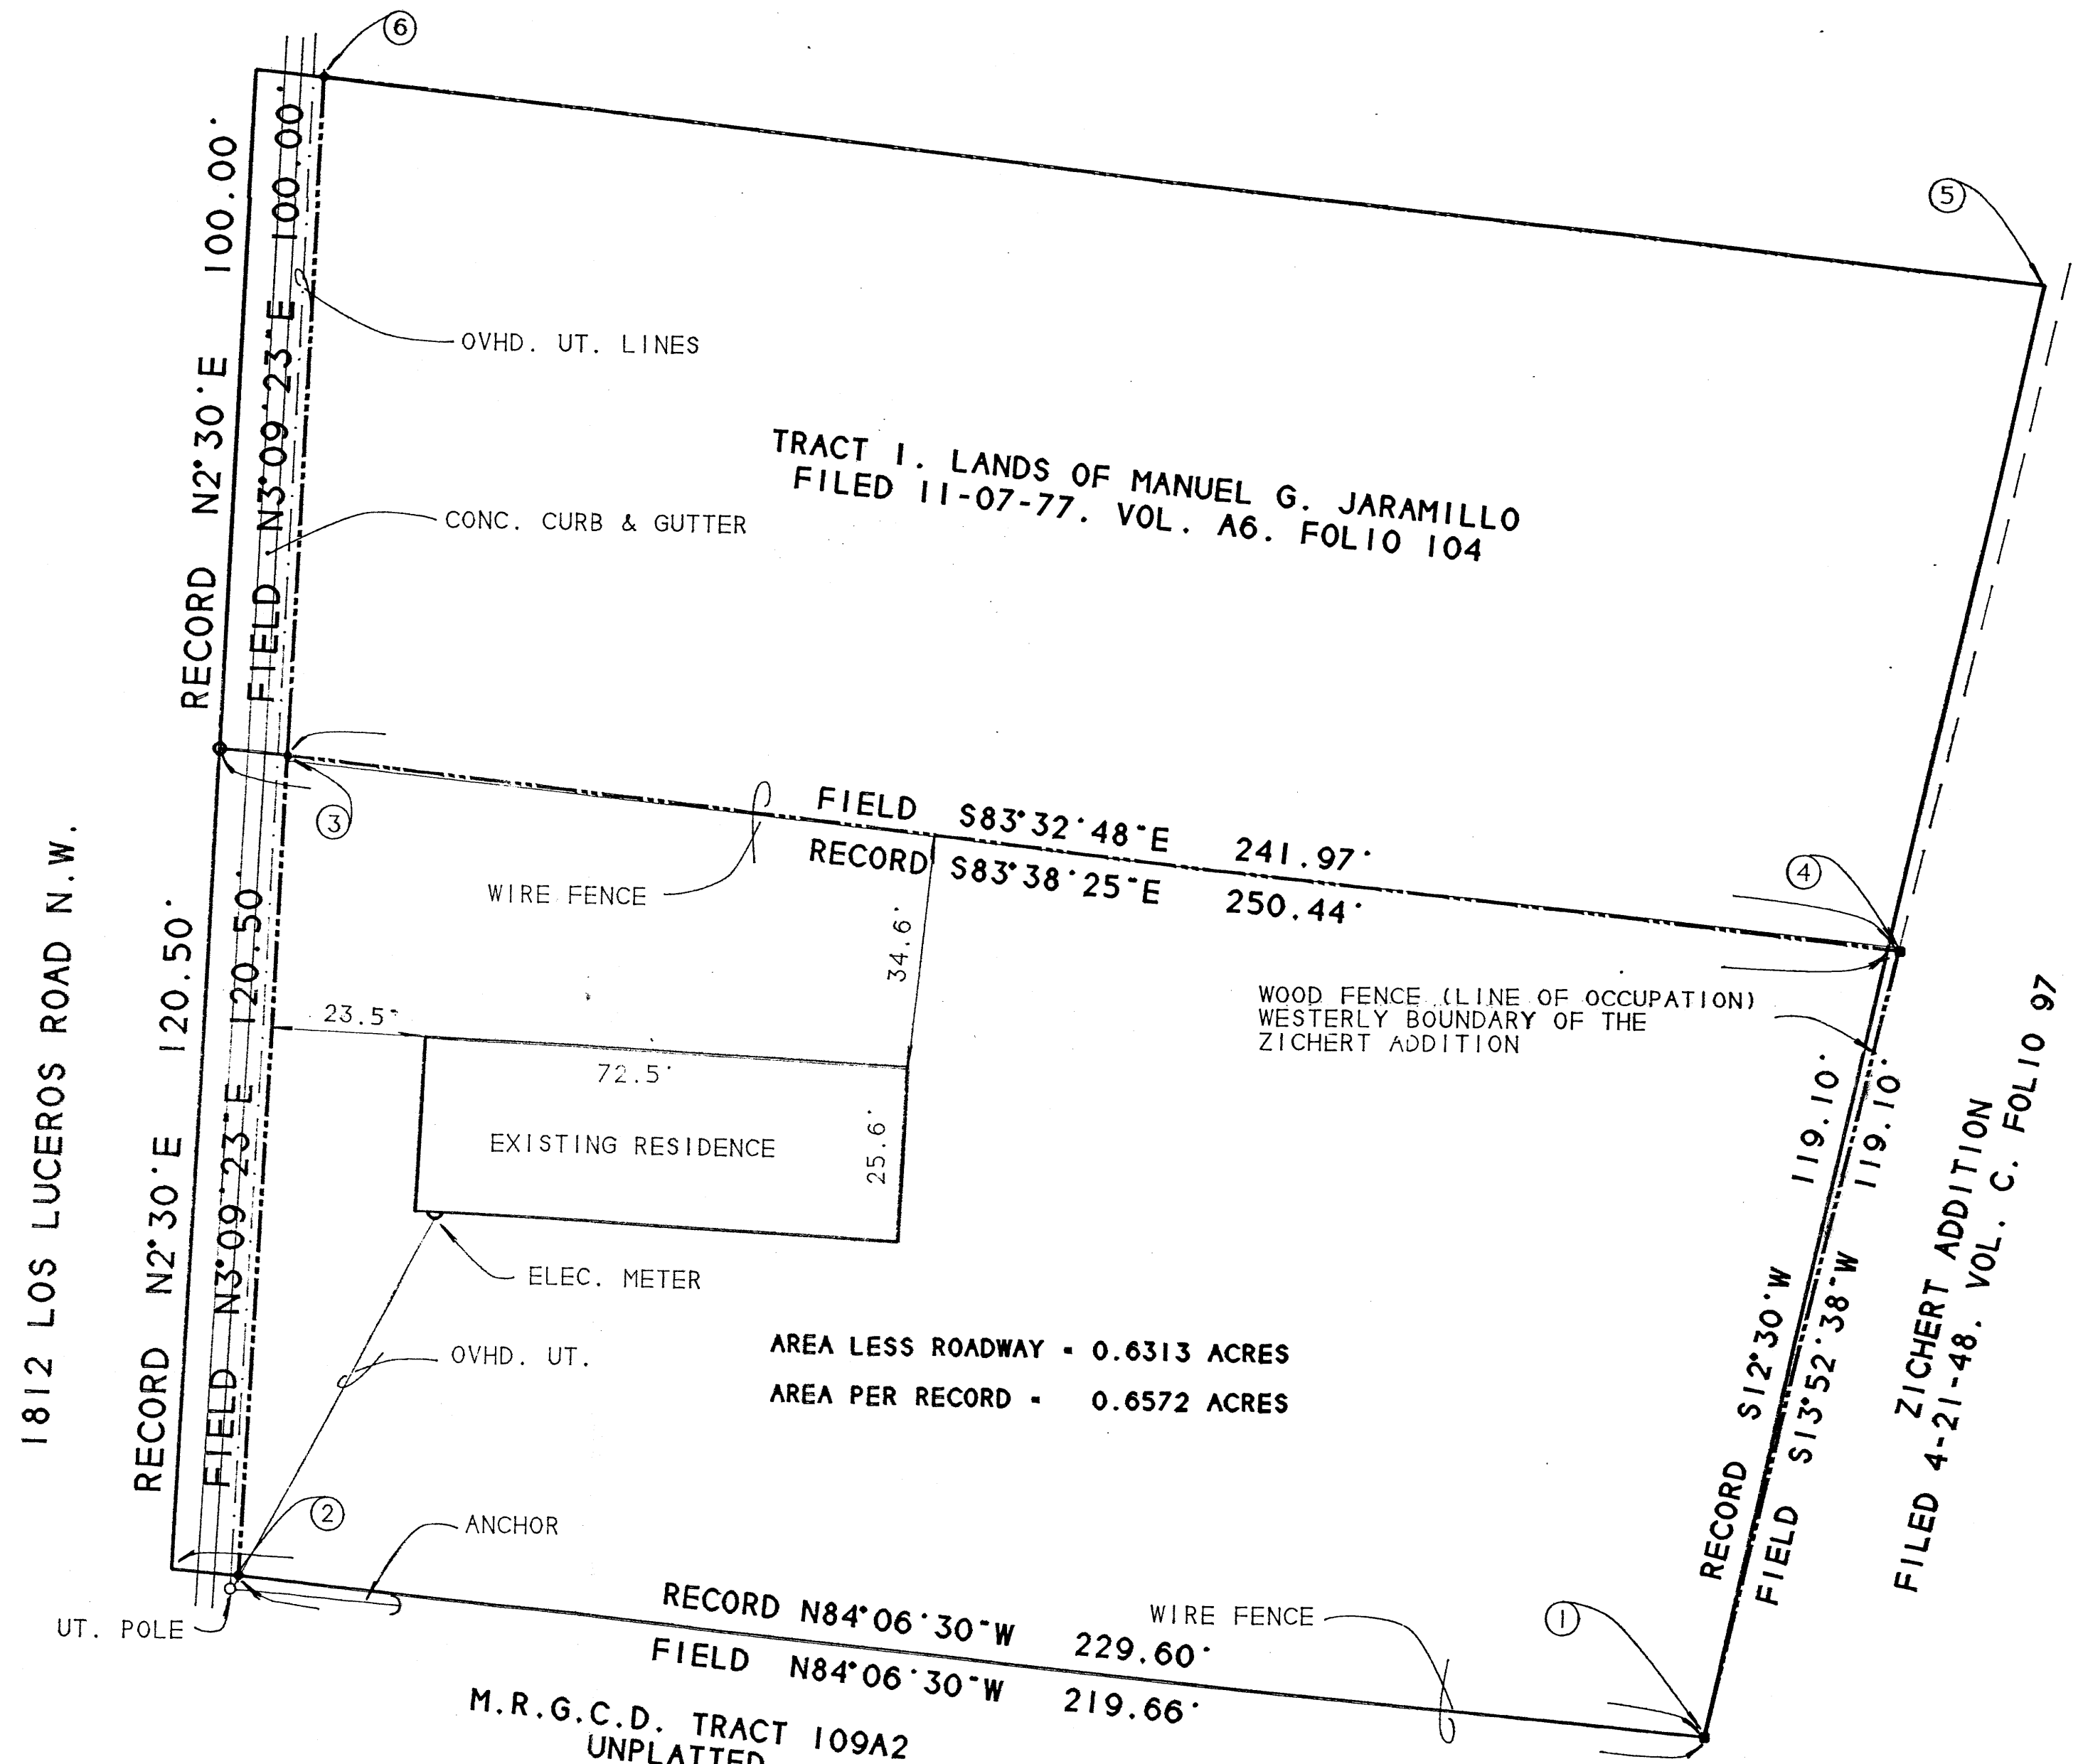 6
5
RECORD N2°30'E 100.00'
FIELD N3°09'23"E 100.00'
OVHD. UT. LINES
TRACT 1. LANDS OF MANUEL G. JARAMILLO
FILED 11-07-77. VOL. A6. FOLIO 104
CONC. CURB & GUTTER
3
FIELD S83°32'48"E 241.97'
RECORD S83°38'25"E 250.44'
4
WIRE FENCE
34.6'
WOOD FENCE (LINE OF OCCUPATION)
WESTERLY BOUNDARY OF THE
ZICHERT ADDITION
1812 LOS LUCEROS ROAD N.W.
RECORD N2°30'E 120.50'
FIELD N3°09'23"E 120.50'
23.5'
72.5'
EXISTING RESIDENCE
25.6'
RECORD S12°30'W 119.10'
FIELD S13°52'38"W 119.10'
ZICHERT ADDITION
FILED 4-21-48. VOL. C. FOLIO 97
ELEC. METER
OVHD. UT.
AREA LESS ROADWAY = 0.6313 ACRES
AREA PER RECORD = 0.6572 ACRES
2
ANCHOR
UT. POLE
RECORD N84°06'30"W 229.60'
FIELD N84°06'30"W 219.66'
WIRE FENCE
1
M.R.G.C.D. TRACT 109A2
UNPLATTED